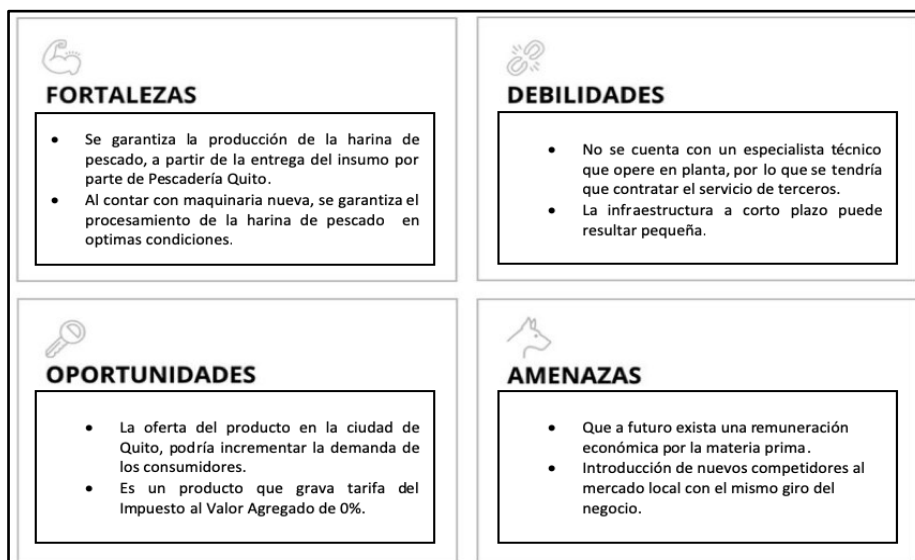 FORTALEZAS
• Se garantiza la producción de la harina de
pescado, a partir de la entrega del insumo por
parte de Pescadería Quito.
• Al contar con maquinaria nueva, se garantiza el
procesamiento de la harina de pescado en
optimas condiciones.
DEBILIDADES
• No se cuenta con un especialista técnico
que opere en planta, por lo que se tendría
que contratar el servicio de terceros.
• La infraestructura a corto plazo puede
resultar pequeña.
OPORTUNIDADES
• La oferta del producto en la ciudad de
Quito, podría incrementar la demanda de
los consumidores.
• Es un producto que grava tarifa del
Impuesto al Valor Agregado de 0%.
AMENAZAS
• Que a futuro exista una remuneración
económica por la materia prima.
• Introducción de nuevos competidores al
mercado local con el mismo giro del
negocio.